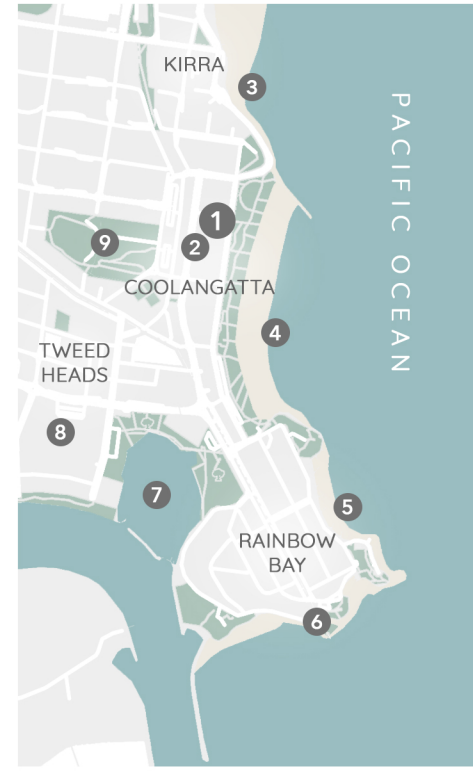 KIRRA
3
PACIFIC OCEAN
1
2
9
COOLANGATTA
4
TWEED
HEADS
8
7
5
RAINBOW
BAY
6